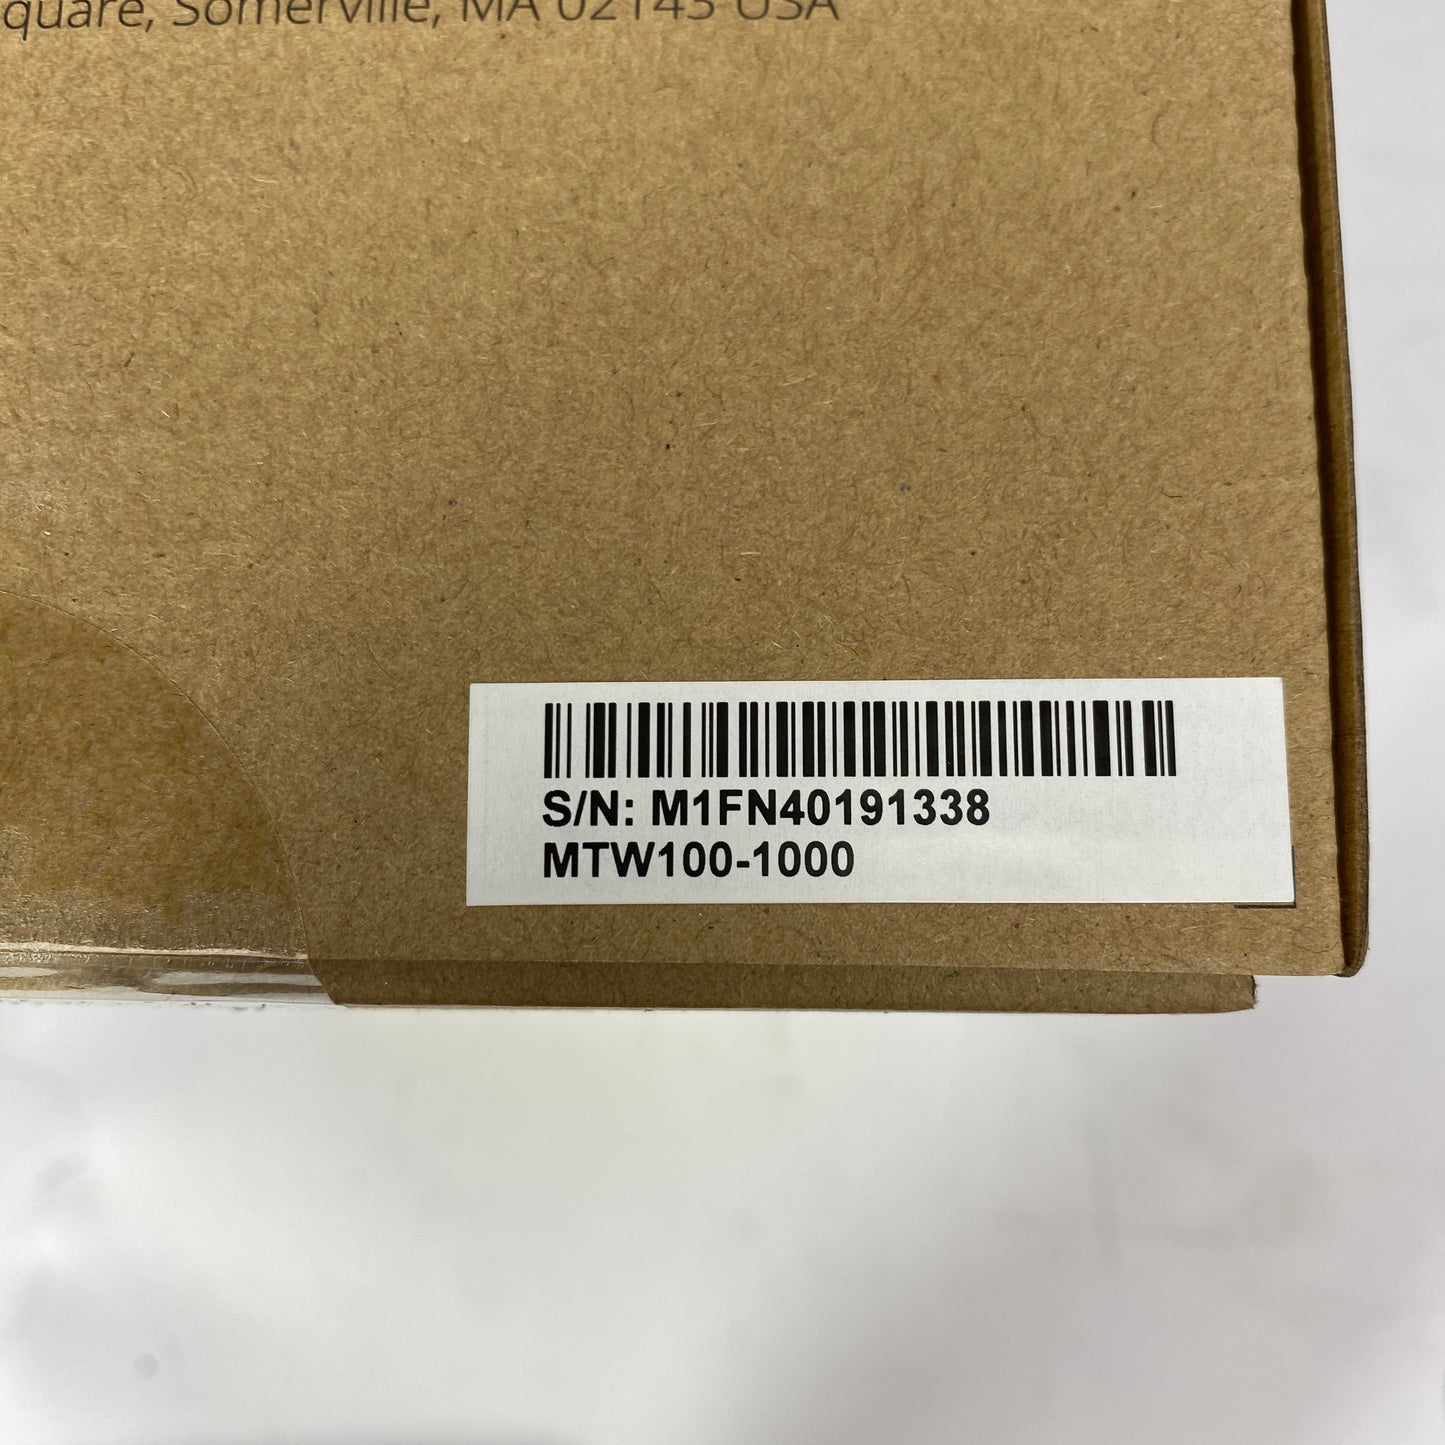 quare, Somerville, MA 02143 USA
S/N: M1FN40191338
MTW100-1000